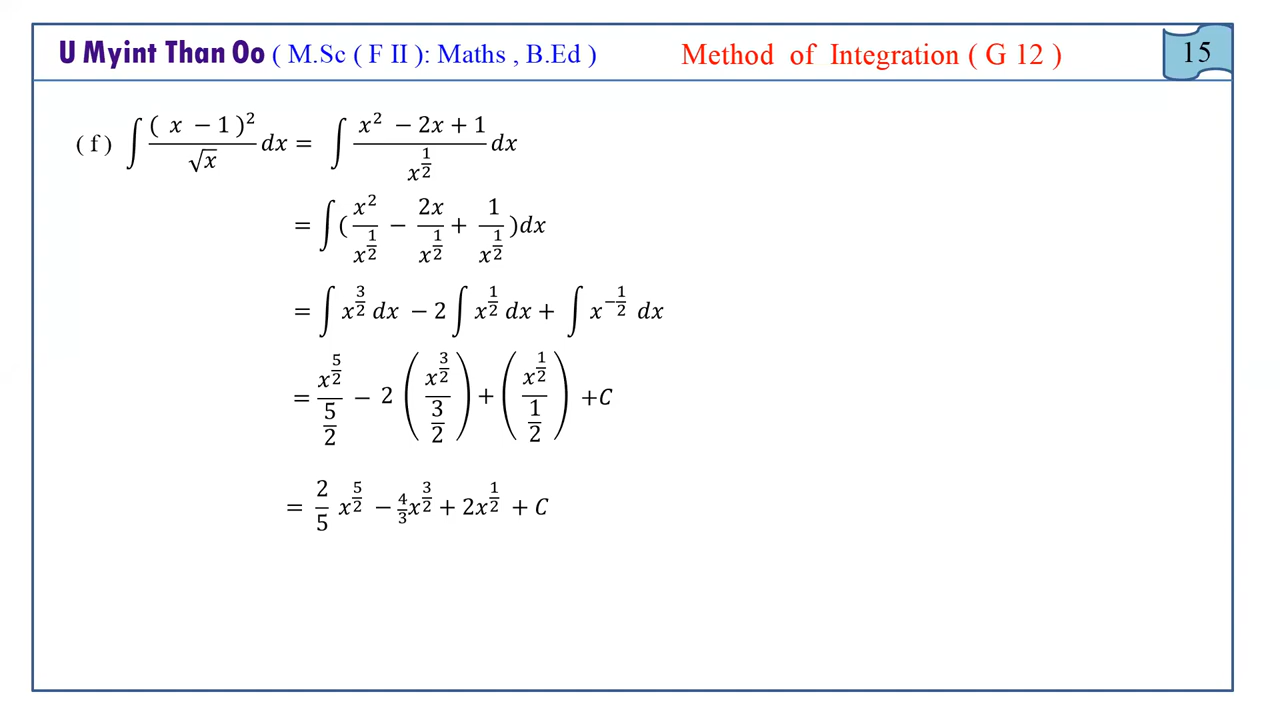 U Myint Than Oo ( M.Sc ( F II ): Maths , B.Ed ) Method of Integration ( G 12 ) 15
( f ) ∫ ( x − 1 )² / √x dx = ∫ (x² − 2x + 1) / x^(1/2) dx
= ∫ ( x² / x^(1/2) − 2x / x^(1/2) + 1 / x^(1/2) ) dx
= ∫ x^(3/2) dx − 2 ∫ x^(1/2) dx + ∫ x^(−1/2) dx
= x^(5/2) / (5/2) − 2 ( x^(3/2) / (3/2) ) + ( x^(1/2) / (1/2) ) + C
= 2/5 x^(5/2) − 4/3 x^(3/2) + 2x^(1/2) + C